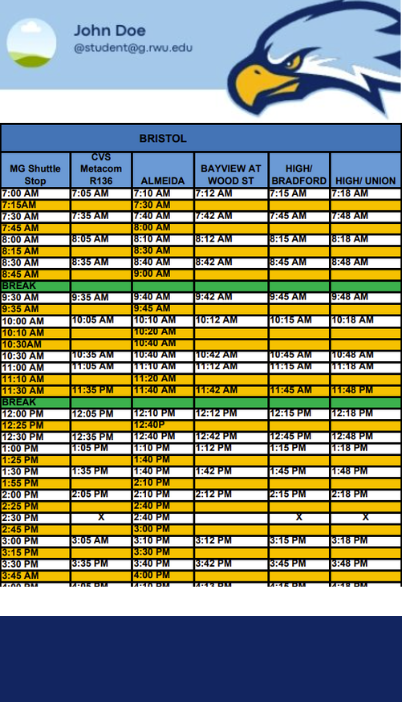 John Doe
@student@g.rwu.edu
BRISTOL
MG Shuttle Stop CVS Metacom R136 ALMEIDA BAYVIEW AT WOOD ST HIGH/ BRADFORD HIGH/ UNION
7:00 AM 7:05 AM 7:10 AM 7:12 AM 7:15 AM 7:18 AM
7:15AM 7:30 AM
7:30 AM 7:35 AM 7:40 AM 7:42 AM 7:45 AM 7:48 AM
7:45 AM 8:00 AM
8:00 AM 8:05 AM 8:10 AM 8:12 AM 8:15 AM 8:18 AM
8:15 AM 8:30 AM
8:30 AM 8:35 AM 8:40 AM 8:42 AM 8:45 AM 8:48 AM
8:45 AM 9:00 AM
BREAK
9:30 AM 9:35 AM 9:40 AM 9:42 AM 9:45 AM 9:48 AM
9:35 AM 9:45 AM
10:00 AM 10:05 AM 10:10 AM 10:12 AM 10:15 AM 10:18 AM
10:10 AM 10:20 AM
10:30AM 10:40 AM
10:30 AM 10:35 AM 10:40 AM 10:42 AM 10:45 AM 10:48 AM
11:00 AM 11:05 AM 11:10 AM 11:12 AM 11:15 AM 11:18 AM
11:10 AM 11:20 AM
11:30 AM 11:35 PM 11:40 AM 11:42 AM 11:45 AM 11:48 PM
BREAK
12:00 PM 12:05 PM 12:10 PM 12:12 PM 12:15 PM 12:18 PM
12:25 PM 12:40P
12:30 PM 12:35 PM 12:40 PM 12:42 PM 12:45 PM 12:48 PM
1:00 PM 1:05 PM 1:10 PM 1:12 PM 1:15 PM 1:18 PM
1:25 PM 1:40 PM
1:30 PM 1:35 PM 1:40 PM 1:42 PM 1:45 PM 1:48 PM
1:55 PM 2:10 PM
2:00 PM 2:05 PM 2:10 PM 2:12 PM 2:15 PM 2:18 PM
2:25 PM 2:40 PM
2:30 PM X 2:40 PM X X
2:45 PM 3:00 PM
3:00 PM 3:05 AM 3:10 PM 3:12 PM 3:15 PM 3:18 PM
3:15 PM 3:30 PM
3:30 PM 3:35 PM 3:40 PM 3:42 PM 3:45 PM 3:48 PM
3:45 AM 4:00 PM
4:00 PM 4:05 PM 4:10 PM 4:12 PM 4:15 PM 4:18 PM